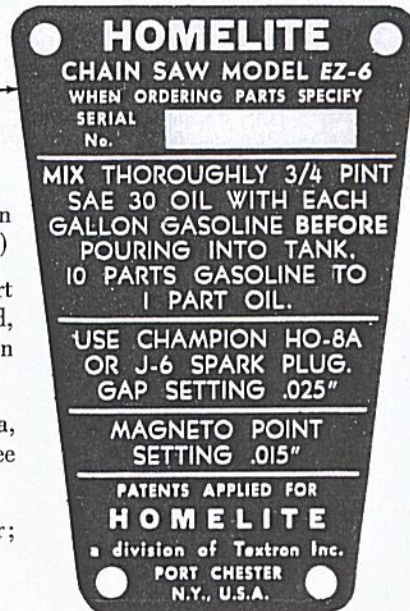 HOMELITE
CHAIN SAW MODEL EZ-6
WHEN ORDERING PARTS SPECIFY
SERIAL
No.
MIX THOROUGHLY 3/4 PINT
SAE 30 OIL WITH EACH
GALLON GASOLINE BEFORE
POURING INTO TANK.
10 PARTS GASOLINE TO
1 PART OIL.
USE CHAMPION HO-8A
OR J-6 SPARK PLUG.
GAP SETTING .025"
MAGNETO POINT
SETTING .015"
PATENTS APPLIED FOR
HOMELITE
a division of Textron Inc.
PORT CHESTER
N.Y., U.S.A.